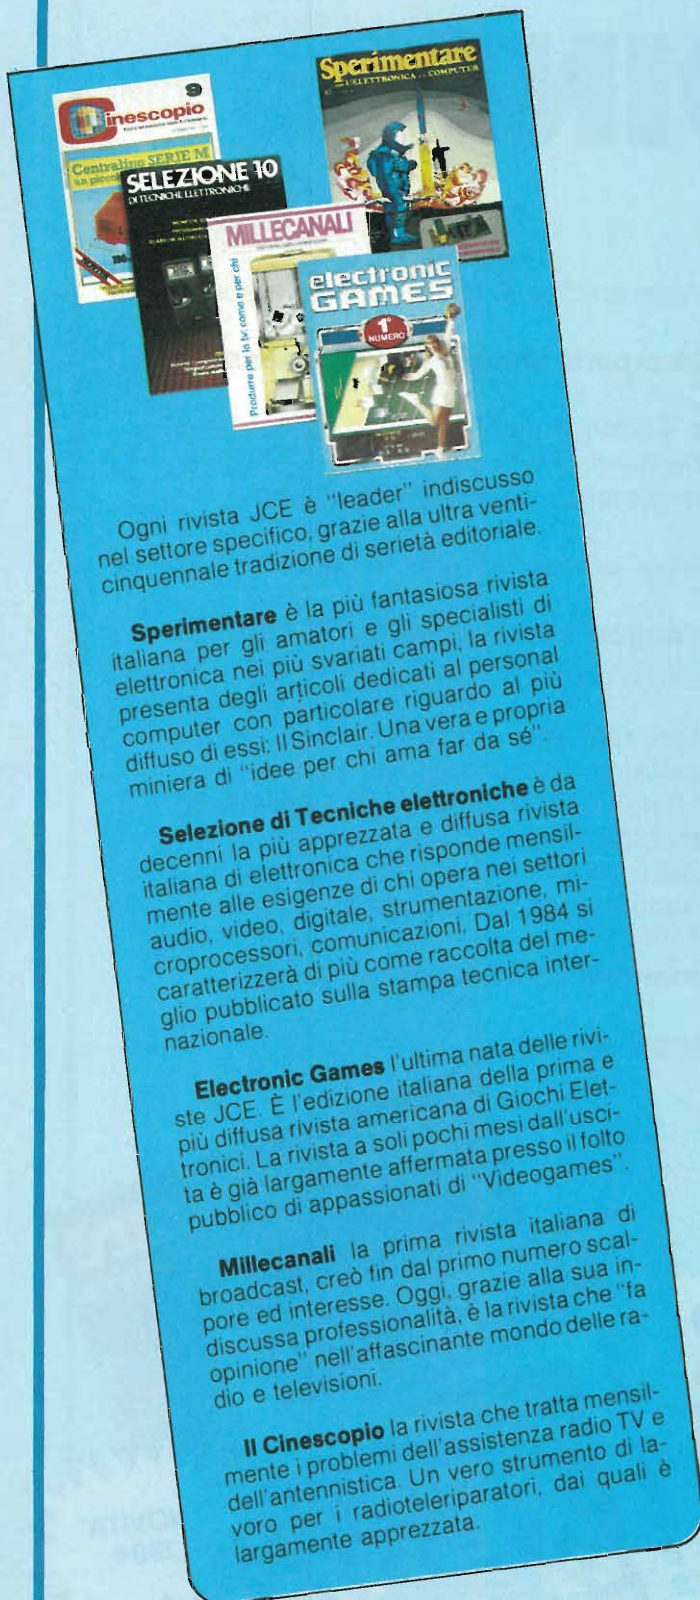 9
Cinescopio
Centralino SERIE M
un piccolo
SELEZIONE 10
DI TECNICHE ELETTRONICHE
Sperimentare
L'ELETTRONICA COMPUTER
MILLECANALI
Produrre per la tv: come e per chi
electronic
GAMES
1°
NUMERO
Ogni rivista JCE è "leader" indiscusso
nel settore specifico, grazie alla ultra venti-
cinquennale tradizione di serietà editoriale.
Sperimentare è la più fantasiosa rivista
italiana per gli amatori e gli specialisti di
elettronica nei più svariati campi, la rivista
presenta degli articoli dedicati al personal
computer con particolare riguardo al più
diffuso di essi: Il Sinclair. Una vera e propria
miniera di "idee per chi ama far da sé".
Selezione di Tecniche elettroniche è da
decenni la più apprezzata e diffusa rivista
italiana di elettronica che risponde mensil-
mente alle esigenze di chi opera nei settori
audio, video, digitale, strumentazione, mi-
croprocessori, comunicazioni, Dal 1984 si
caratterizzerà di più come raccolta del me-
glio pubblicato sulla stampa tecnica inter-
nazionale.
Electronic Games l'ultima nata delle rivi-
ste JCE. È l'edizione italiana della prima e
più diffusa rivista americana di Giochi Elet-
tronici. La rivista a soli pochi mesi dall'usci-
ta è già largamente affermata presso il folto
pubblico di appassionati di "Videogames".
Millecanali la prima rivista italiana di
broadcast, creò fin dal primo numero scal-
pore ed interesse. Oggi, grazie alla sua in-
discussa professionalità, è la rivista che "fa
opinione" nell'affascinante mondo delle ra-
dio e televisioni.
Il Cinescopio la rivista che tratta mensil-
mente i problemi dell'assistenza radio TV e
dell'antennistica. Un vero strumento di la-
voro per i radioteleriparatori, dai quali è
largamente apprezzata.